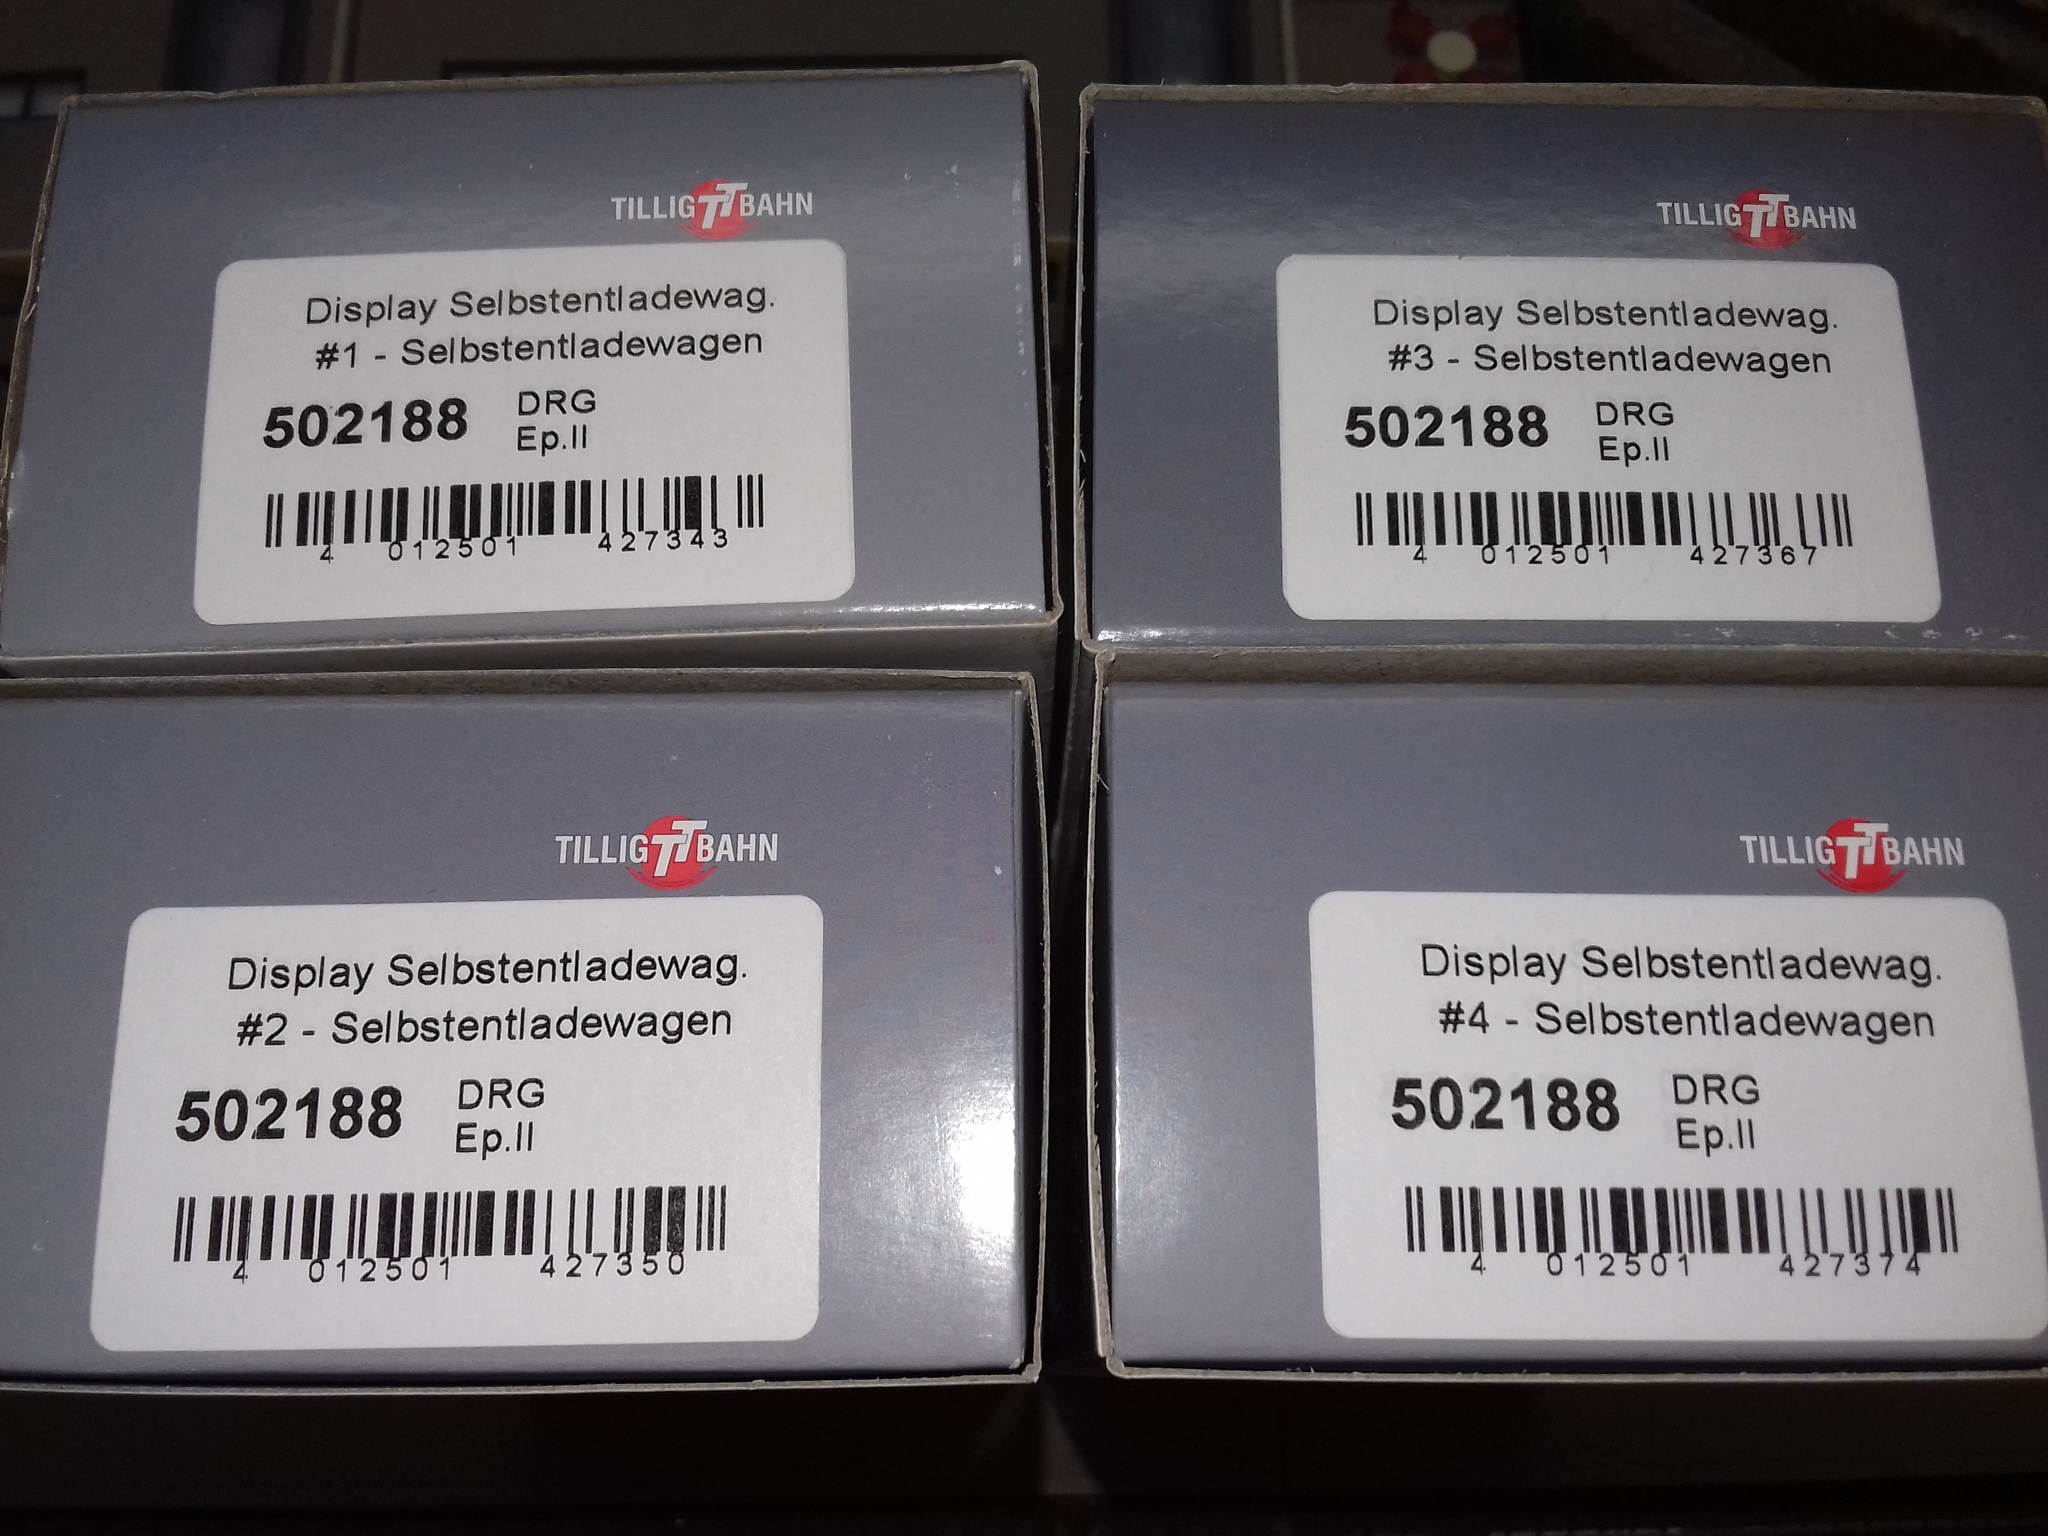 TILLIG TT BAHN
Display Selbstentladewag.
#1 - Selbstentladewagen
502188 DRG
Ep.II
4 012501 427343
TILLIG TT BAHN
Display Selbstentladewag.
#3 - Selbstentladewagen
502188 DRG
Ep.II
4 012501 427367
TILLIG TT BAHN
Display Selbstentladewag.
#2 - Selbstentladewagen
502188 DRG
Ep.II
4 012501 427350
TILLIG TT BAHN
Display Selbstentladewag.
#4 - Selbstentladewagen
502188 DRG
Ep.II
4 012501 427374